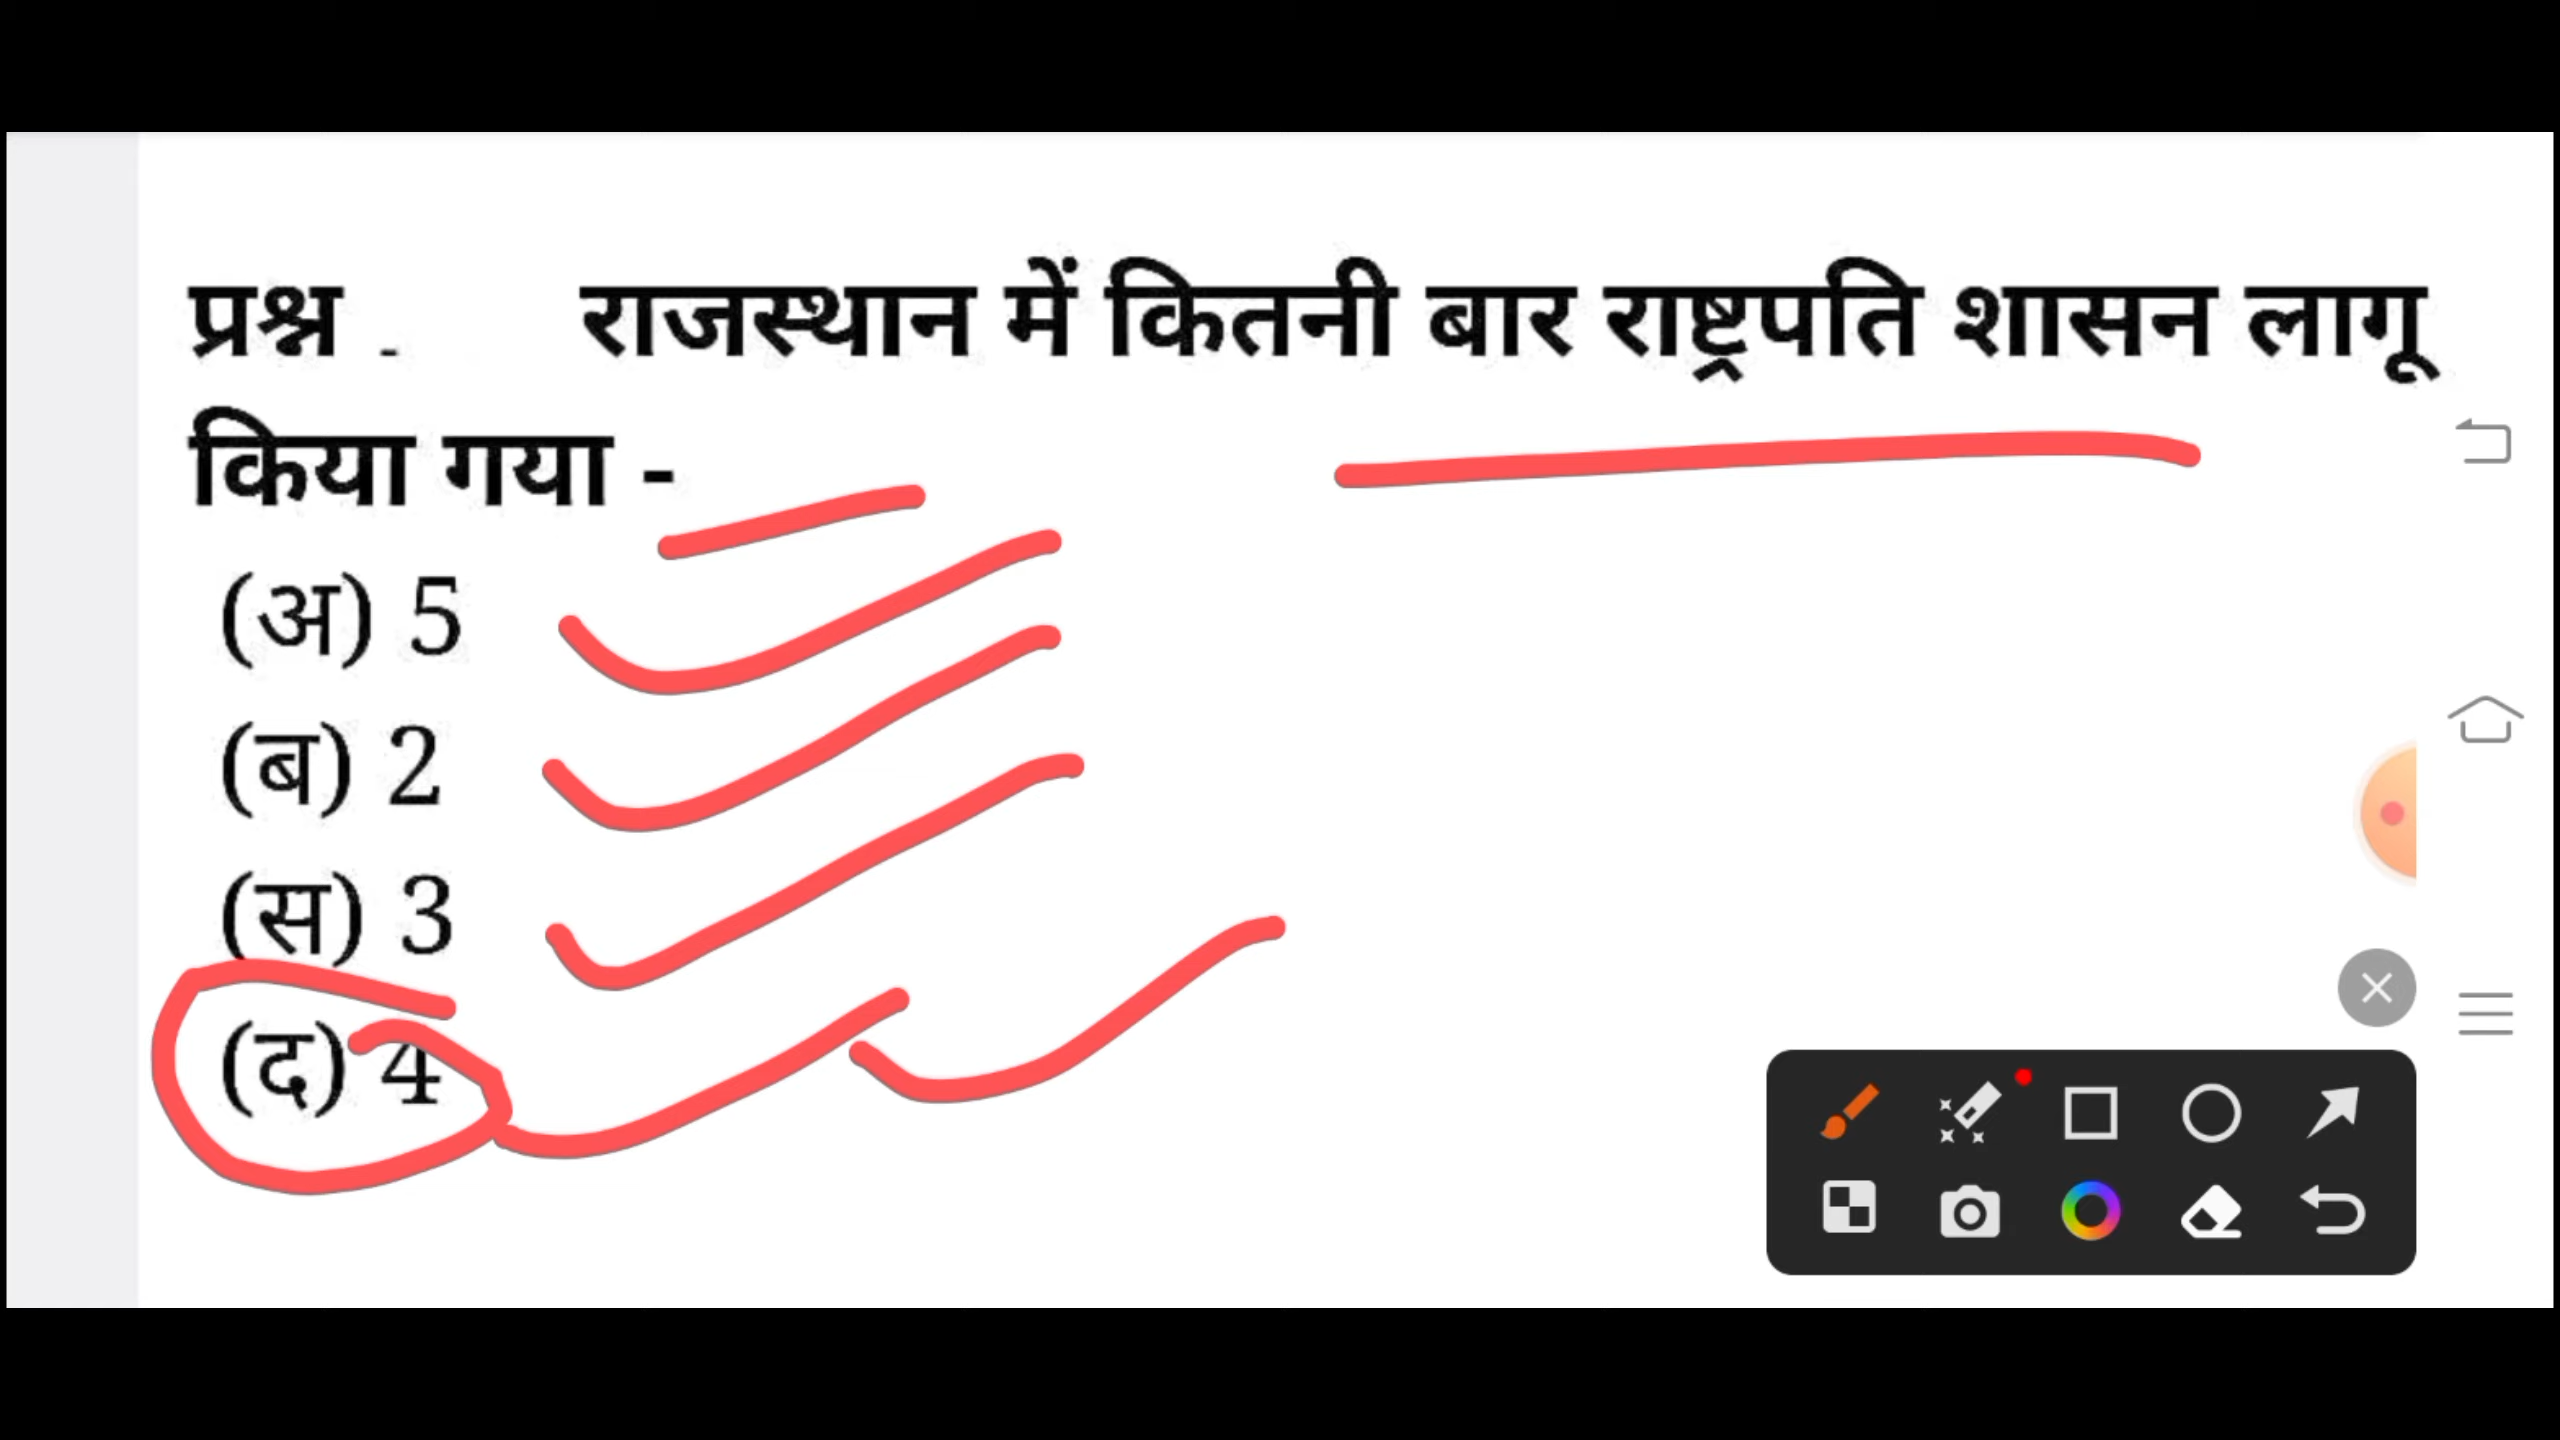 प्रश्न . राजस्थान में कितनी बार राष्ट्रपति शासन लागू
किया गया -
(अ) 5
(ब) 2
(स) 3
(द) 4